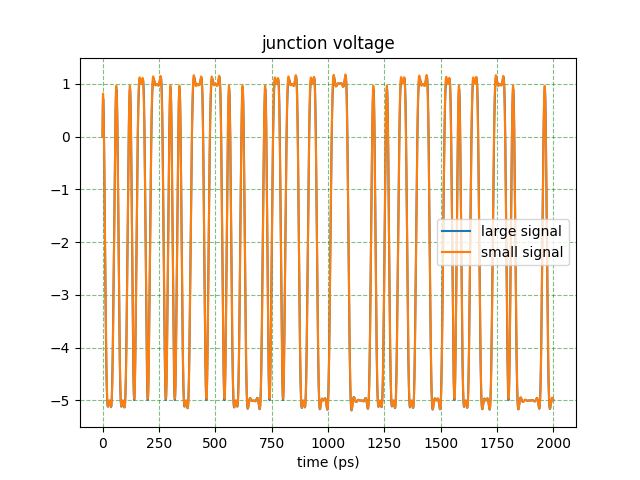 junction voltage
1
0
−1
−2
−3
−4
−5
large signal
small signal
0 250 500 750 1000 1250 1500 1750 2000
time (ps)